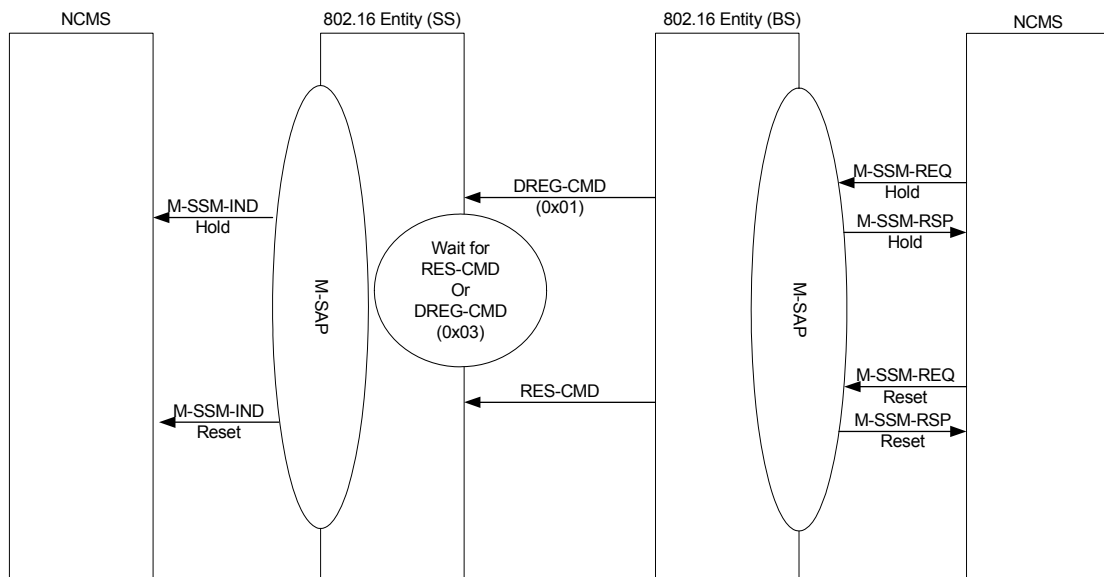 NCMS
802.16 Entity (SS)
802.16 Entity (BS)
NCMS
M-SSM-REQ
Hold
DREG-CMD
(0x01)
M-SSM-IND
Hold
M-SSM-RSP
Hold
Wait for
RES-CMD
Or
DREG-CMD
(0x03)
M-SAP
M-SAP
M-SSM-REQ
Reset
RES-CMD
M-SSM-IND
Reset
M-SSM-RSP
Reset